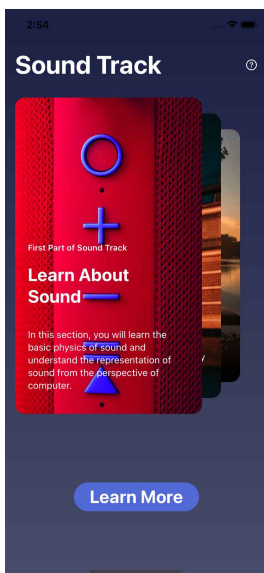 2:54
Sound Track
First Part of Sound Track
Learn About
Sound
In this section, you will learn the
basic physics of sound and
understand the representation of
sound from the perspective of
computer.
y
Learn More